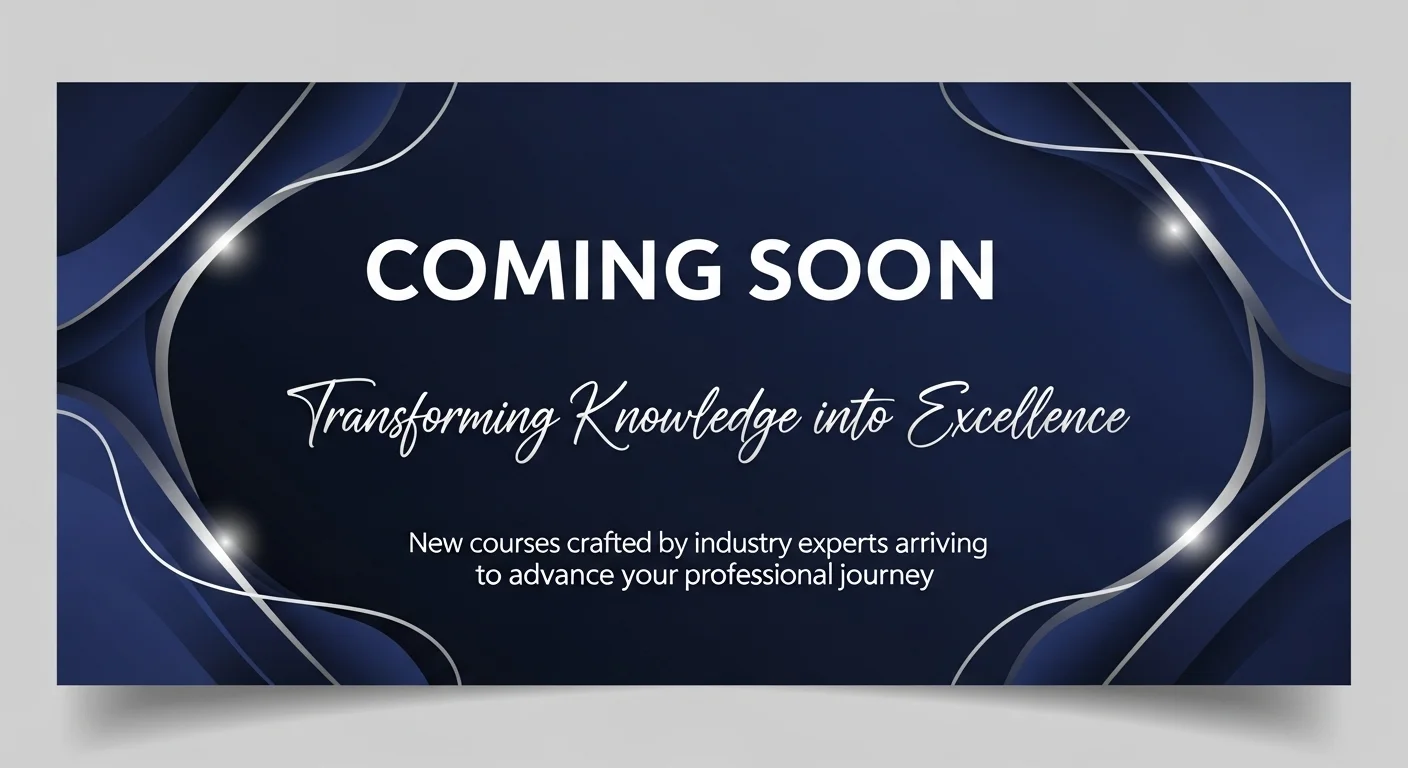 COMING SOON
Transforming Knowledge into Excellence
New courses crafted by industry experts arriving
to advance your professional journey